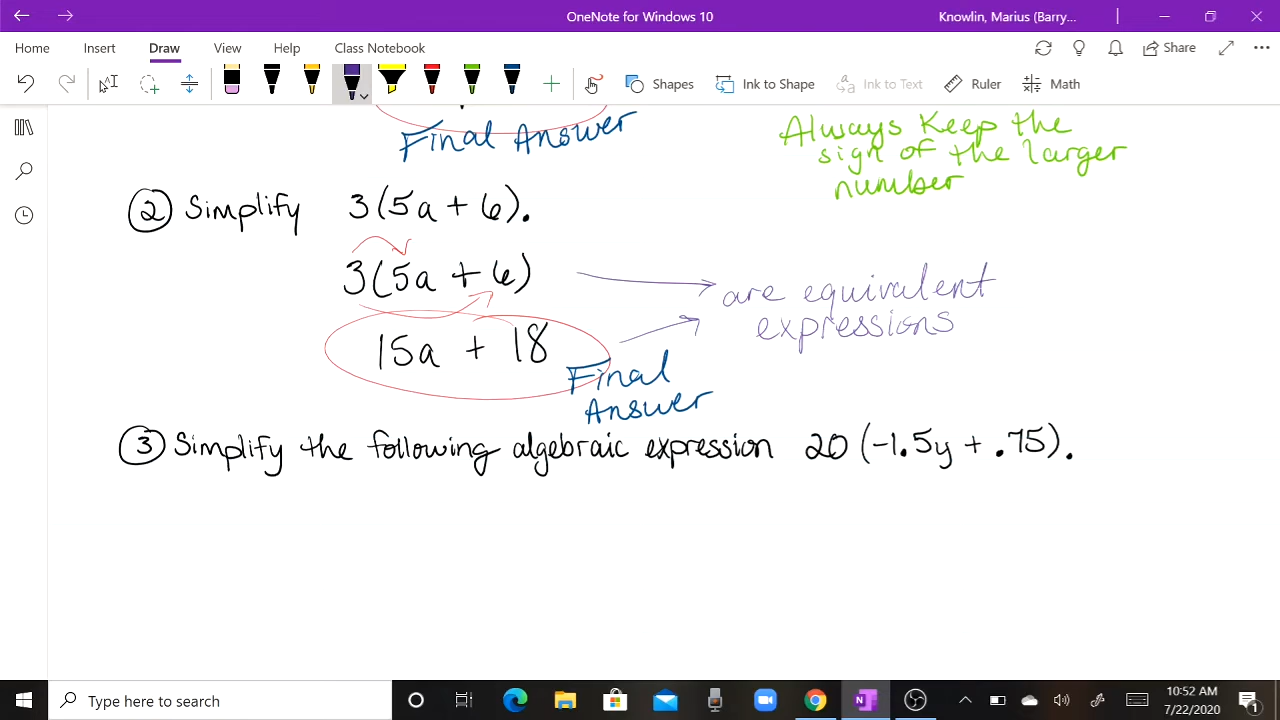 OneNote for Windows 10
Knowlin, Marius (Barry...
Home Insert Draw View Help Class Notebook
Share
Shapes Ink to Shape Ink to Text Ruler Math
Final Answer
Always Keep the
sign of the larger
number
② Simplify 3(5a + 6).
3(5a + 6)
are equivalent
expressions
15a + 18
Final
Answer
③ Simplify the following algebraic expression 20(-1.5y + .75).
Type here to search
10:52 AM
7/22/2020
1